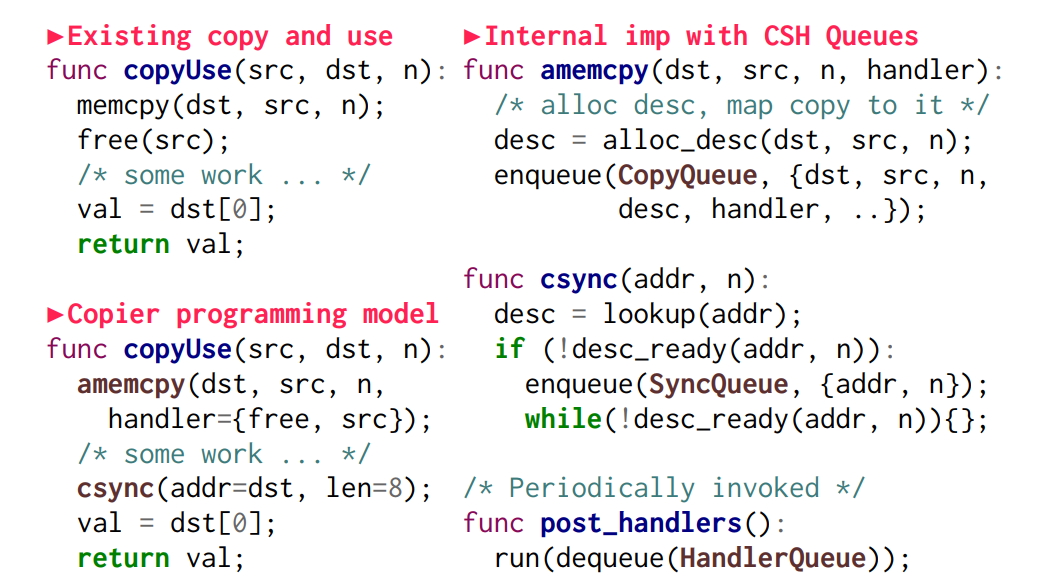 ►Existing copy and use
func copyUse(src, dst, n):
memcpy(dst, src, n);
free(src);
/* some work ... */
val = dst[0];
return val;
►Copier programming model
func copyUse(src, dst, n):
amemcpy(dst, src, n,
handler={free, src});
/* some work ... */
csync(addr=dst, len=8);
val = dst[0];
return val;
►Internal imp with CSH Queues
func amemcpy(dst, src, n, handler):
/* alloc desc, map copy to it */
desc = alloc_desc(dst, src, n);
enqueue(CopyQueue, {dst, src, n,
desc, handler, ..});
func csync(addr, n):
desc = lookup(addr);
if (!desc_ready(addr, n)):
enqueue(SyncQueue, {addr, n});
while(!desc_ready(addr, n)){};
/* Periodically invoked */
func post_handlers():
run(dequeue(HandlerQueue));